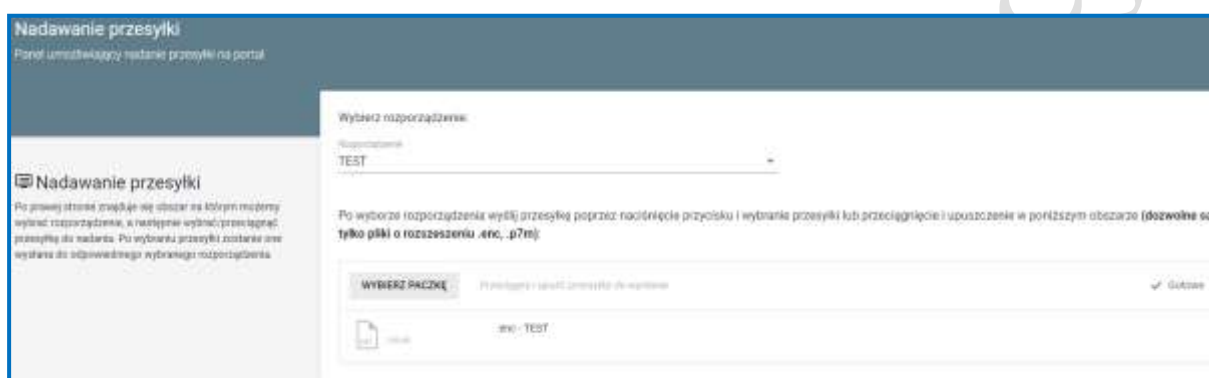 Nadawanie przesyłki
Panel umożliwiający nadanie przesyłki na portal
Wybierz rozporządzenie:
Rozporządzenie
TEST
Nadawanie przesyłki
Po prawej stronie znajduje się obszar na którym możemy
wybrać rozporządzenie, a następnie wybrać/przeciągnąć
przesyłkę do nadania. Po wybraniu przesyłki zostanie one
wysłana do odpowiedniego wybranego rozporządzenia.
Po wyborze rozporządzenia wyślij przesyłkę poprzez naciśnięcie przycisku i wybranie przesyłki lub przeciągnięcie i upuszczenie w poniższym obszarze (dozwolne są
tylko pliki o rozszeszeniu .enc, .p7m):
WYBIERZ PACZKĘ
Przeciągnij i upuść przesyłkę do wysłania
Gotowe
enc - TEST